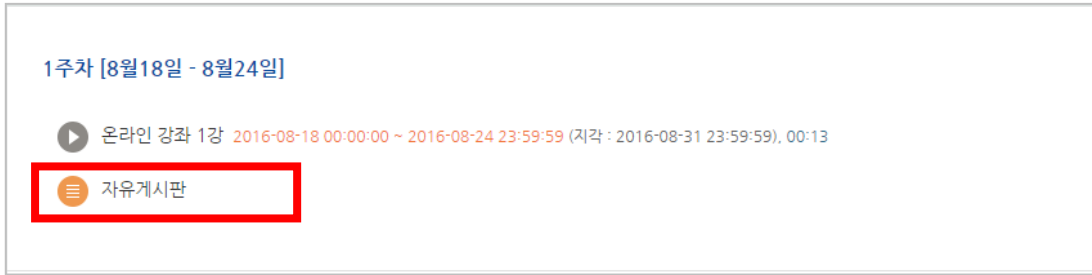 1주차 [8월18일 - 8월24일]
온라인 강좌 1강 2016-08-18 00:00:00 ~ 2016-08-24 23:59:59 (지각 : 2016-08-31 23:59:59), 00:13
자유게시판